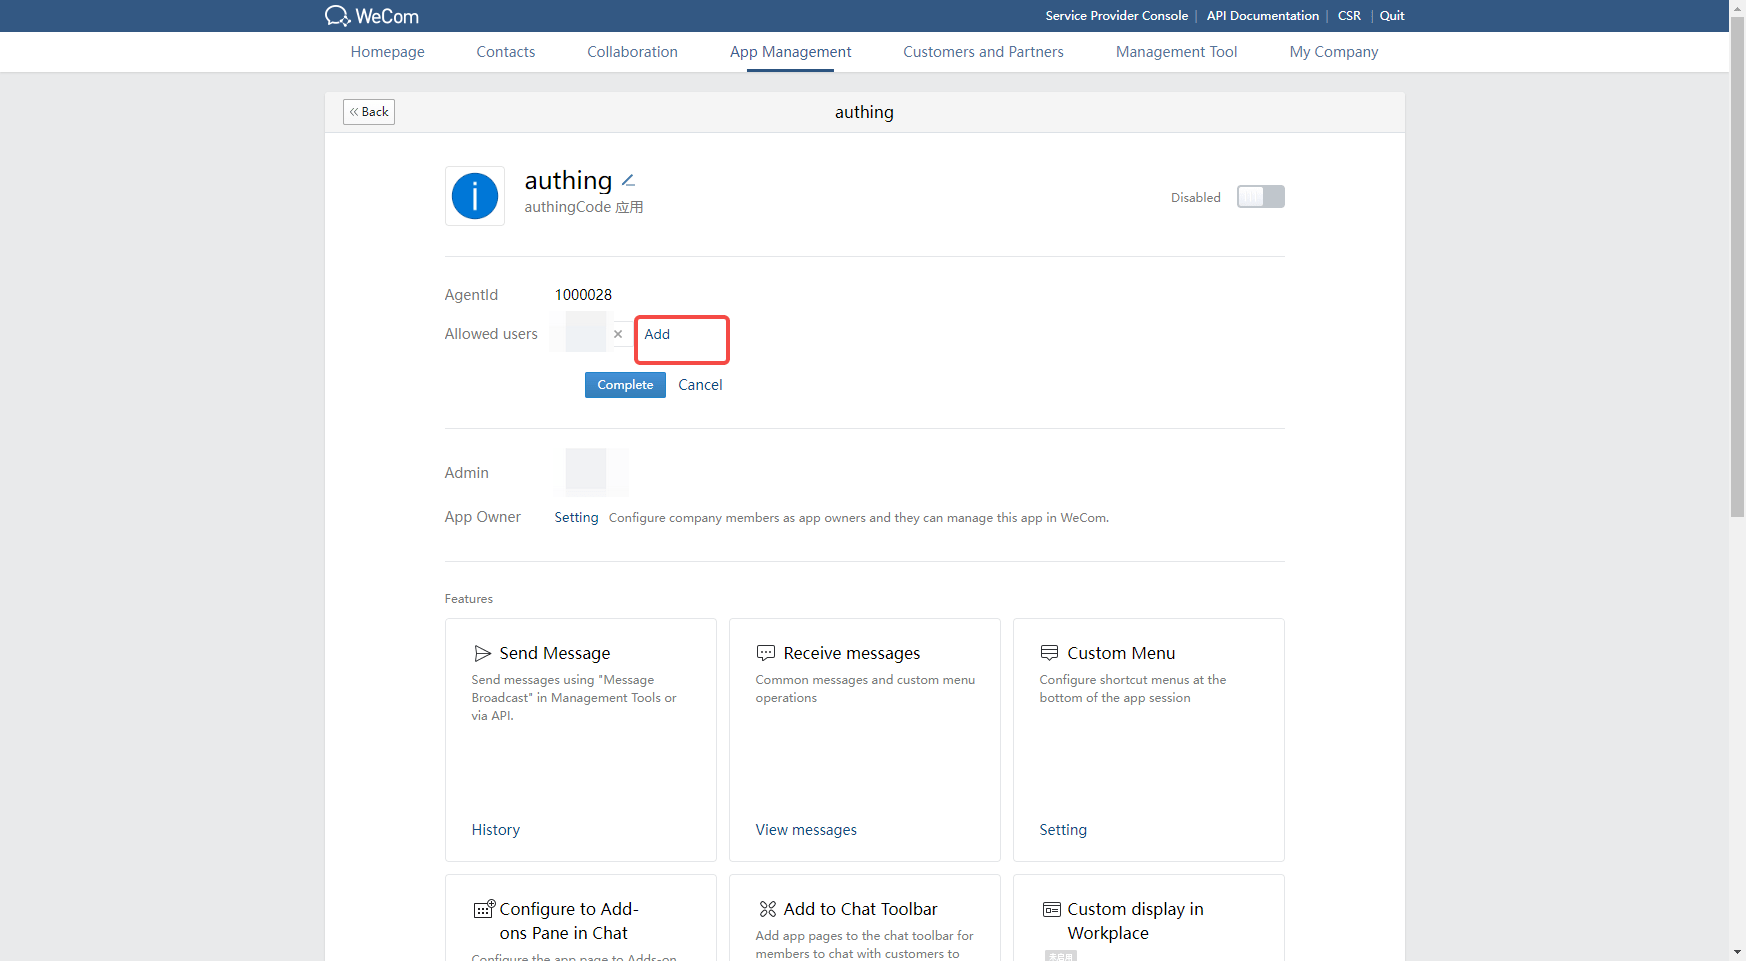 WeCom
Service Provider Console | API Documentation | CSR | Quit
Homepage Contacts Collaboration App Management Customers and Partners Management Tool My Company
« Back
authing
authing
authingCode 应用
Disabled
AgentId 1000028
Allowed users × Add
Complete Cancel
Admin
App Owner Setting Configure company members as app owners and they can manage this app in WeCom.
Features
Send Message
Send messages using "Message
Broadcast" in Management Tools or
via API.
History
Receive messages
Common messages and custom menu
operations
View messages
Custom Menu
Configure shortcut menus at the
bottom of the app session
Setting
Configure to Add-
ons Pane in Chat
Configure the app page to Adds-on
Add to Chat Toolbar
Add app pages to the chat toolbar for
members to chat with customers to
Custom display in
Workplace
未启用